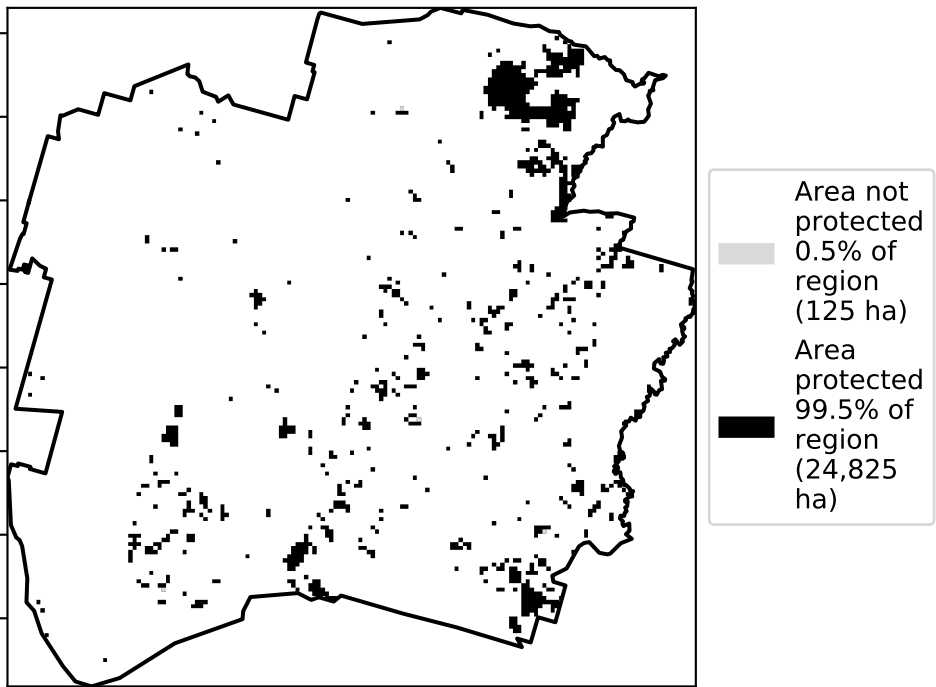 Area not
protected
0.5% of
region
(125 ha)
Area
protected
99.5% of
region
(24,825
ha)